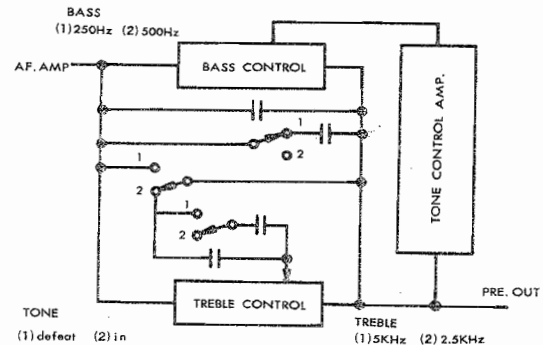 BASS
(1) 250Hz (2) 500Hz
AF. AMP
BASS CONTROL
TONE CONTROL AMP.
1
2
1
2
1
2
TREBLE CONTROL
PRE. OUT
TONE
(1) defeat (2) in
TREBLE
(1) 5KHz (2) 2.5KHz